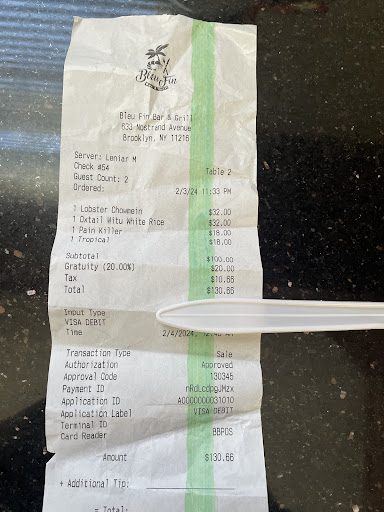 Bleu Fin
Bleu Fin Bar & Grill
633 Nostrand Avenue
Brooklyn, NY 11216
Server: Leniar M
Check #54 Table 2
Guest Count: 2
Ordered: 2/3/24 11:33 PM
1 Lobster Chowmein $32.00
1 Oxtail Witu White Rice $32.00
1 Pain Killer $18.00
1 Tropical $18.00
Subtotal $100.00
Gratuity (20.00%) $20.00
Tax $10.66
Total $130.66
Input Type
VISA DEBIT
Time 2/4/2024,
Transaction Type Sale
Authorization Approved
Approval Code 130345
Payment ID nRdLcdpgJMzx
Application ID A0000000031010
Application Label VISA DEBIT
Terminal ID
Card Reader BBPOS
Amount $130.66
+ Additional Tip:
= Total: